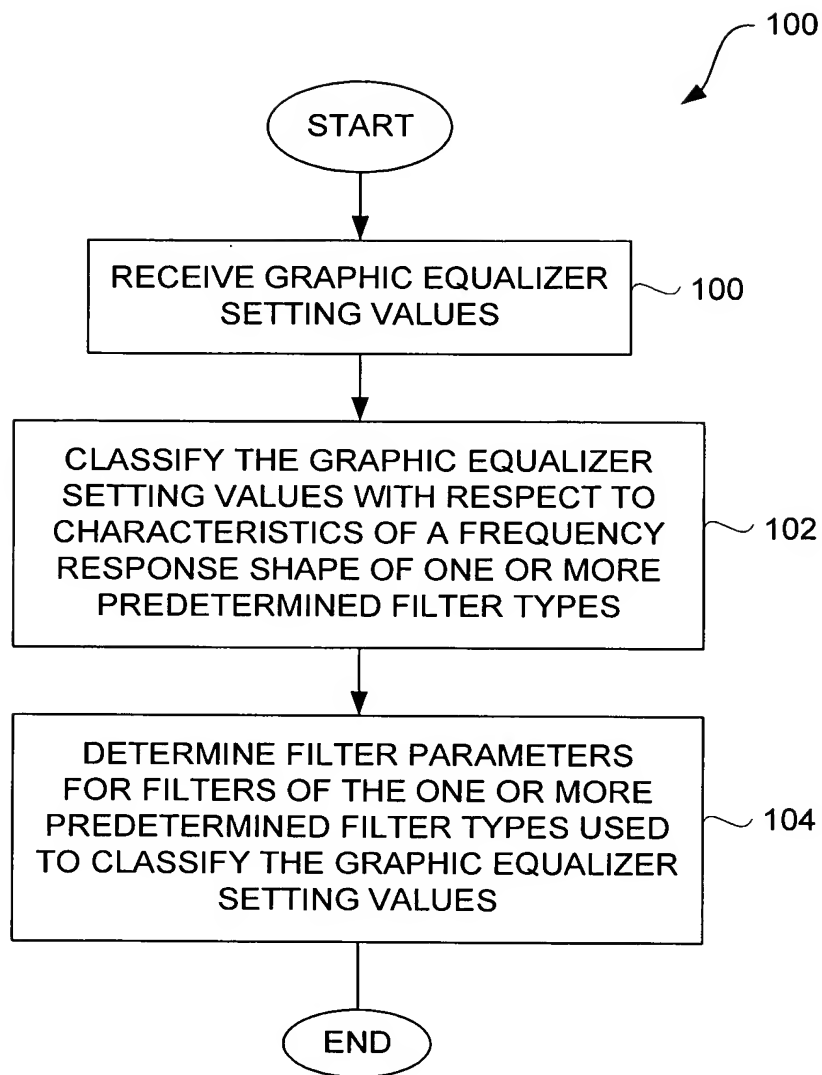 100
START
RECEIVE GRAPHIC EQUALIZER
SETTING VALUES
100
CLASSIFY THE GRAPHIC EQUALIZER
SETTING VALUES WITH RESPECT TO
CHARACTERISTICS OF A FREQUENCY
RESPONSE SHAPE OF ONE OR MORE
PREDETERMINED FILTER TYPES
102
DETERMINE FILTER PARAMETERS
FOR FILTERS OF THE ONE OR MORE
PREDETERMINED FILTER TYPES USED
TO CLASSIFY THE GRAPHIC EQUALIZER
SETTING VALUES
104
END